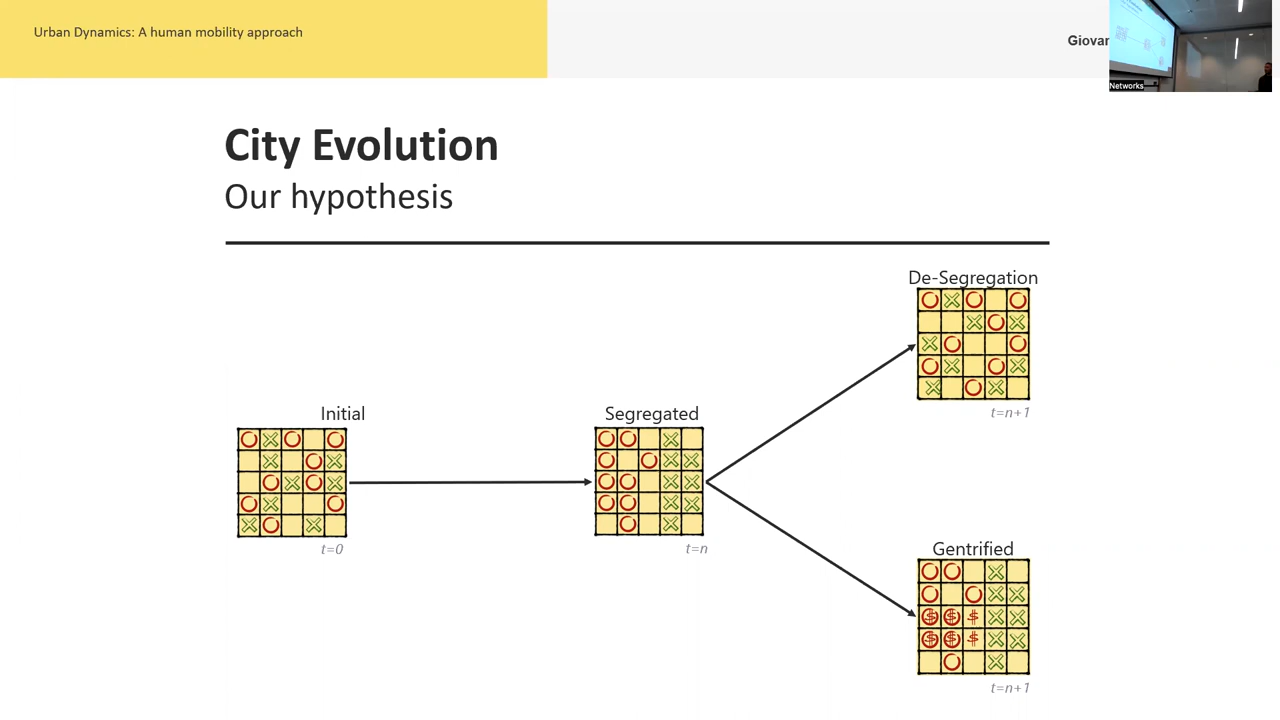 Urban Dynamics: A human mobility approach
Giovan
Networks
City Evolution
Our hypothesis
De-Segregation
t=n+1
Initial
t=0
Segregated
t=n
Gentrified
$ $ $
$ $ $
t=n+1